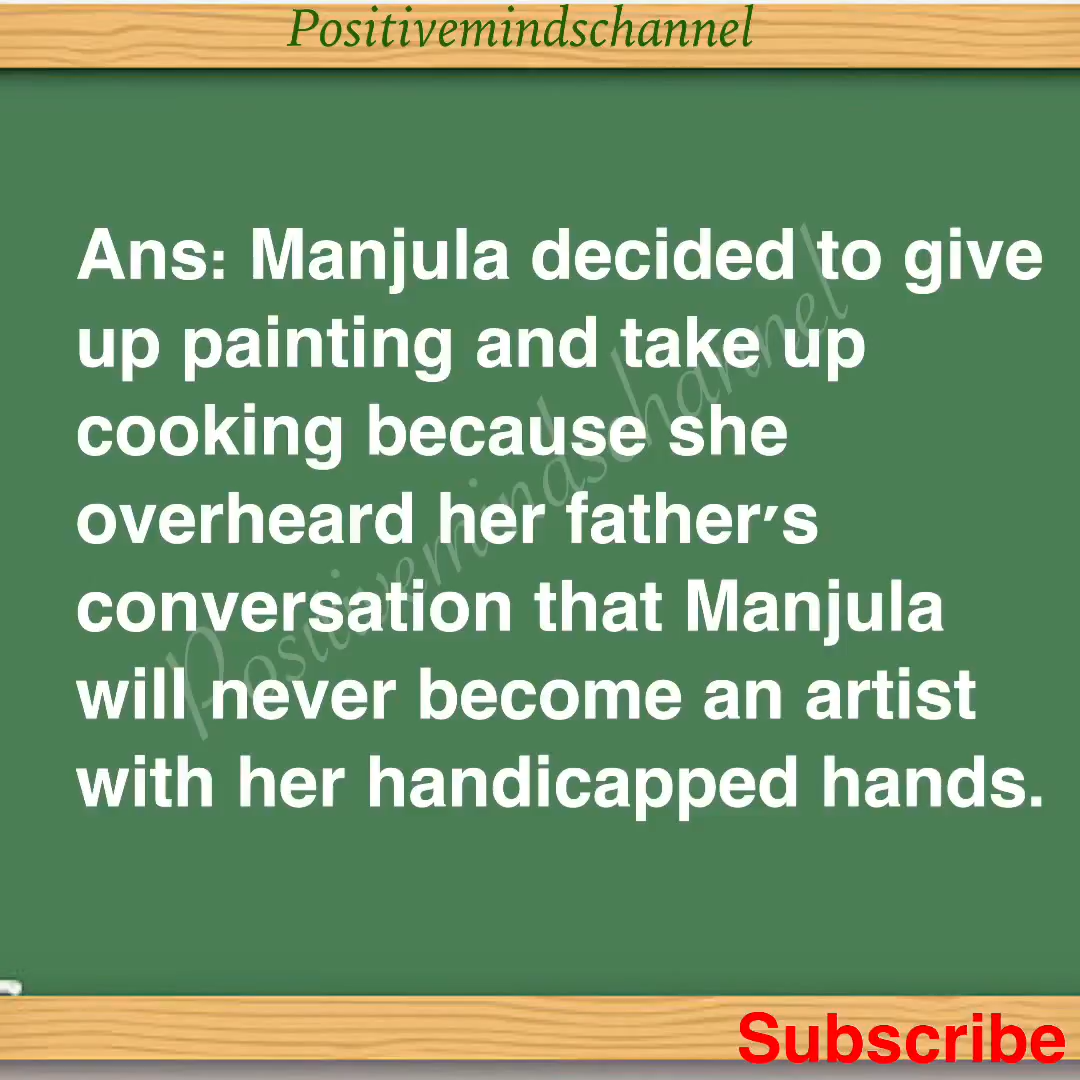 Positivemindschannel
Ans: Manjula decided to give
up painting and take up
cooking because she
overheard her father's
conversation that Manjula
will never become an artist
with her handicapped hands.
Positivemindschannel
Subscribe